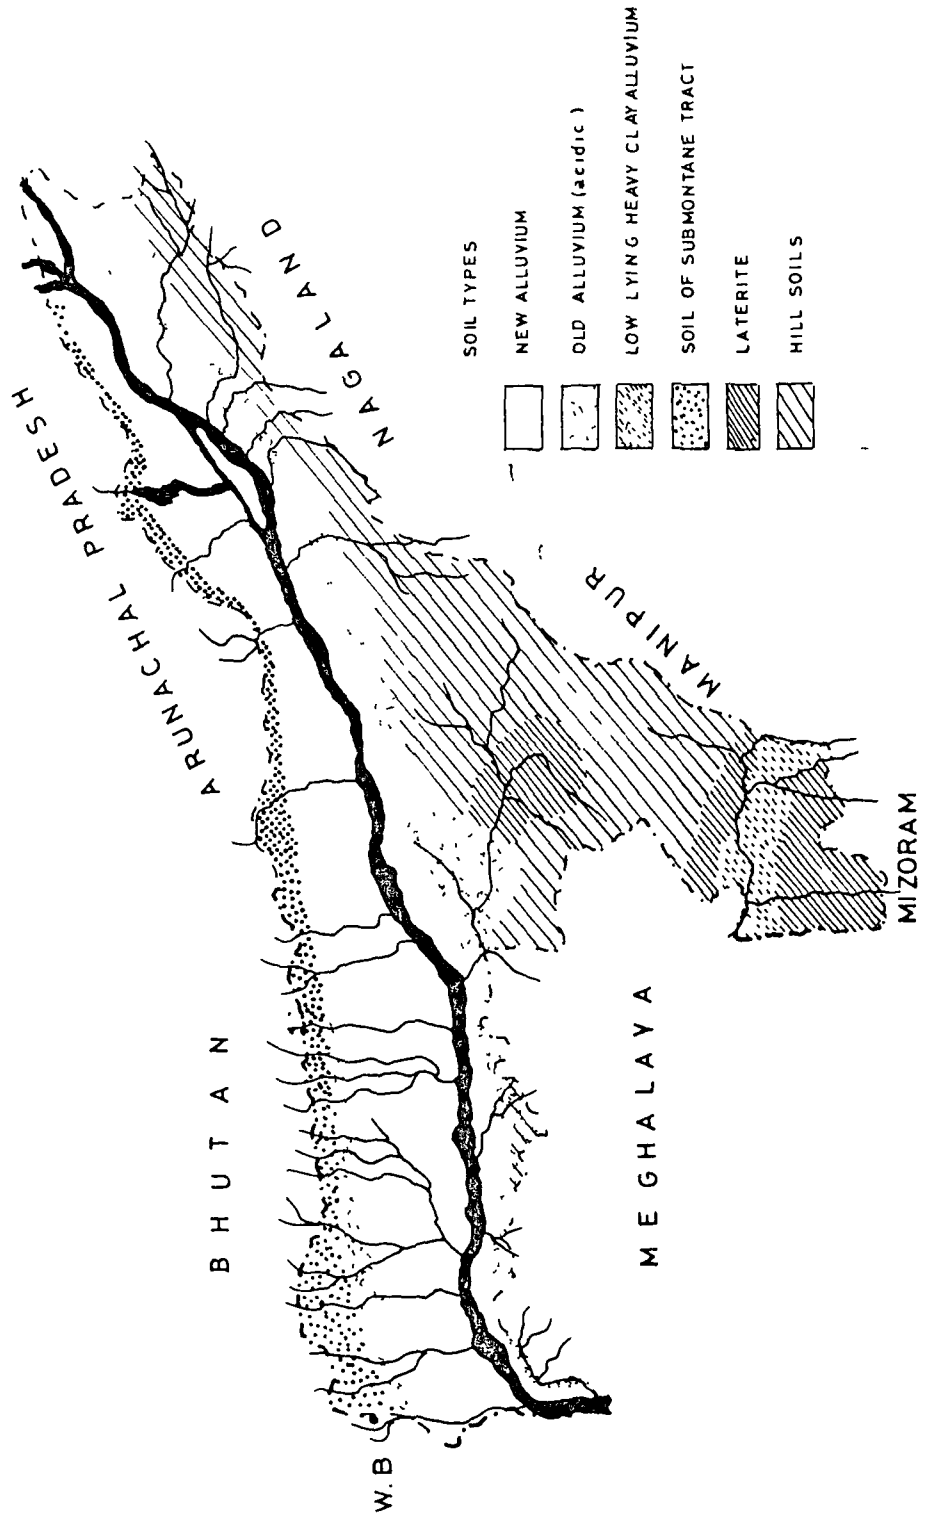 ARUNACHAL PRADESH
BHUTAN
W.B
NAGALAND
MANIPUR
MEGHALAYA
MIZORAM
SOIL TYPES
NEW ALLUVIUM
OLD ALLUVIUM (acidic)
LOW LYING HEAVY CLAY ALLUVIUM
SOIL OF SUBMONTANE TRACT
LATERITE
HILL SOILS